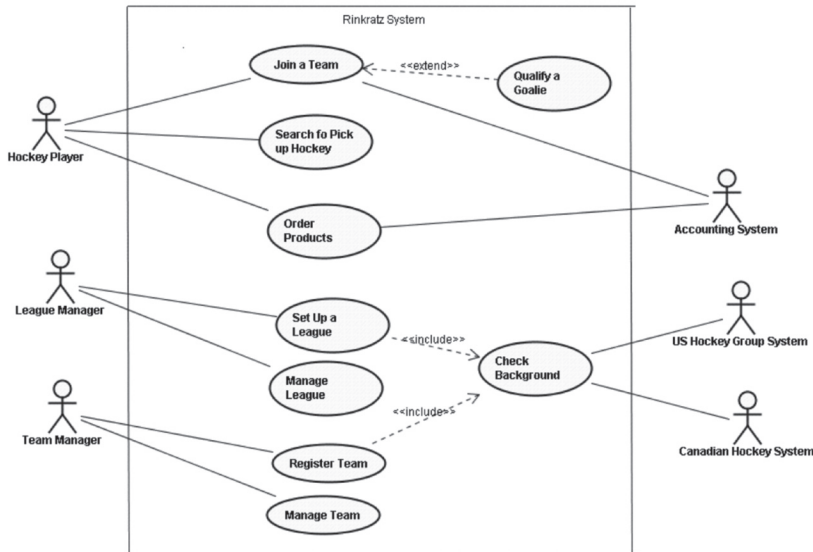 Rinkratz System
Join a Team
<<extend>>
Qualify a
Goalie
Hockey Player
Search fo Pick
up Hockey
Order
Products
Accounting System
League Manager
Set Up a
League
<<include>>
Check
Background
US Hockey Group System
Manage
League
<<include>>
Team Manager
Register Team
Canadian Hockey System
Manage Team